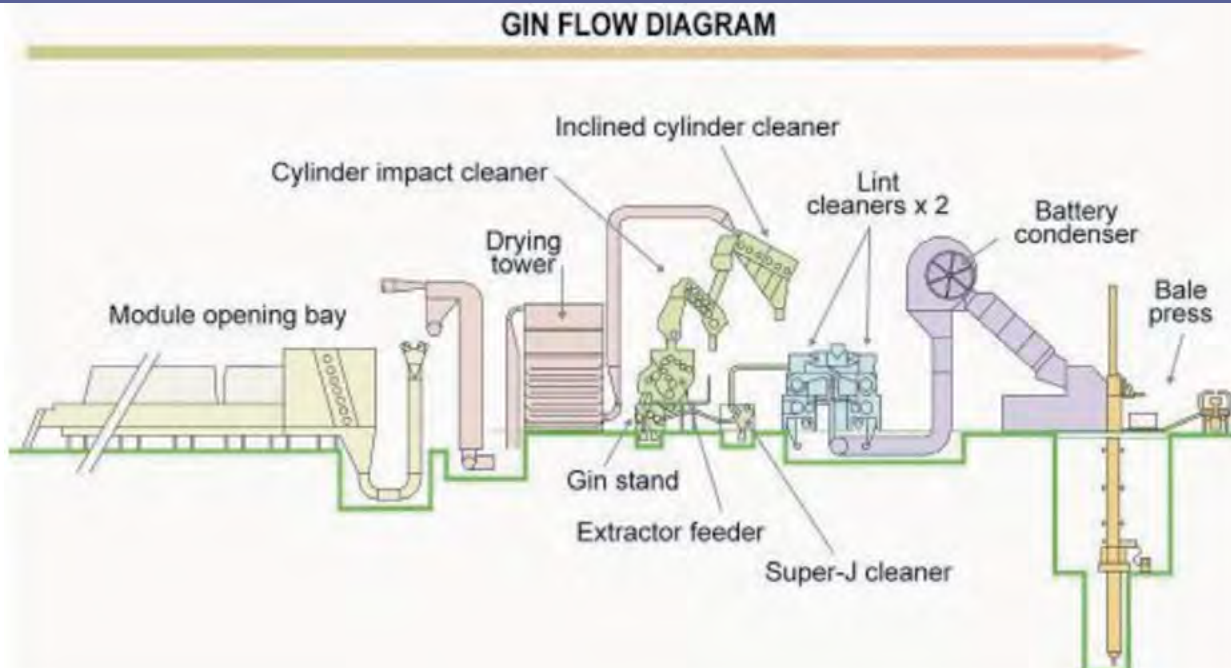 GIN FLOW DIAGRAM
Inclined cylinder cleaner
Cylinder impact cleaner
Lint
cleaners x 2
Battery
condenser
Drying
tower
Bale
press
Module opening bay
Gin stand
Extractor feeder
Super-J cleaner